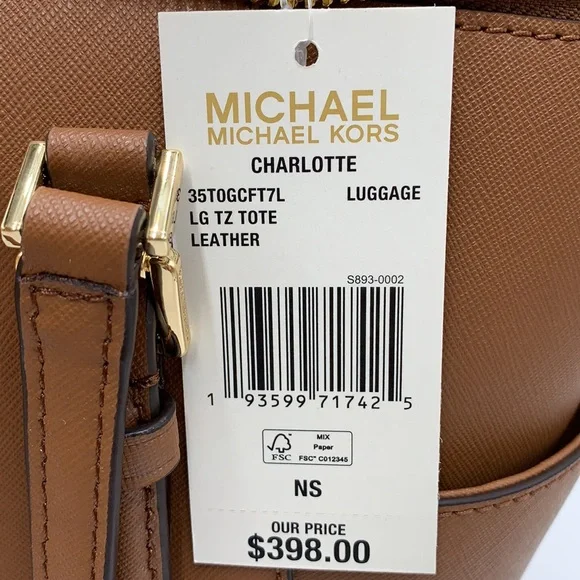 MICHAEL
MICHAEL KORS
CHARLOTTE
35T0GCFT7L LUGGAGE
LG TZ TOTE
LEATHER
S893-0002
1 93599 71742 5
FSC
MIX
Paper
FSC™ C012345
NS
OUR PRICE
$398.00